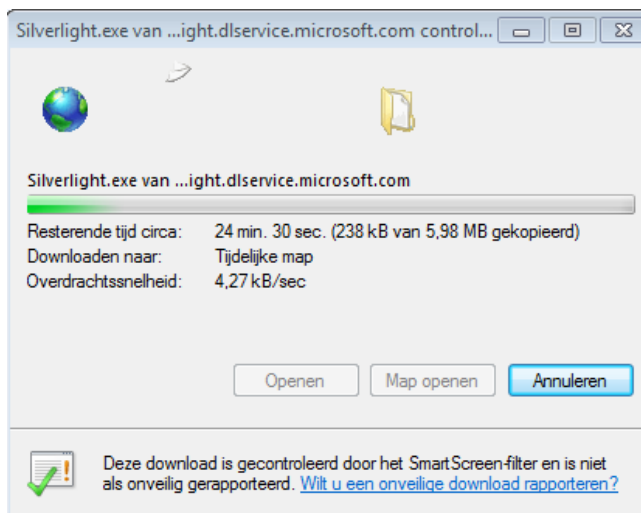 Silverlight.exe van ...ight.dlservice.microsoft.com control...
Silverlight.exe van ...ight.dlservice.microsoft.com
Resterende tijd circa: 24 min. 30 sec. (238 kB van 5,98 MB gekopieerd)
Downloaden naar: Tijdelijke map
Overdrachtssnelheid: 4,27 kB/sec
Openen Map openen Annuleren
Deze download is gecontroleerd door het SmartScreen-filter en is niet
als onveilig gerapporteerd. Wilt u een onveilige download rapporteren?